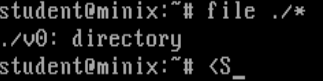 student@minix:~# file ./*
./v0: directory
student@minix:~# <S_